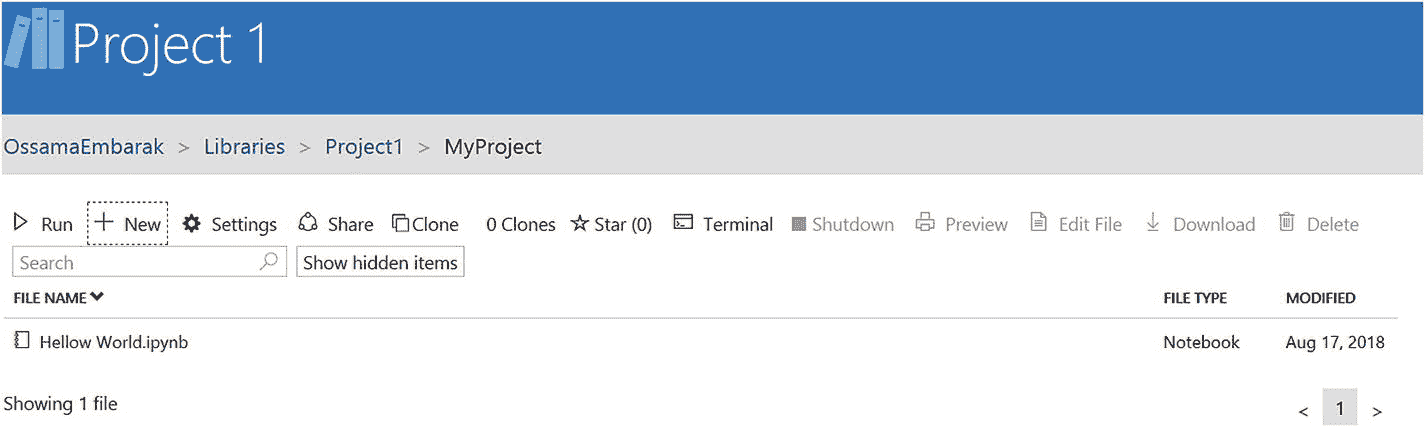 Project 1
OssamaEmbarak > Libraries > Project1 > MyProject
Run New Settings Share Clone 0 Clones Star (0) Terminal Shutdown Preview Edit File Download Delete
Search Show hidden items
FILE NAME FILE TYPE MODIFIED
Hellow World.ipynb Notebook Aug 17, 2018
Showing 1 file < 1 >